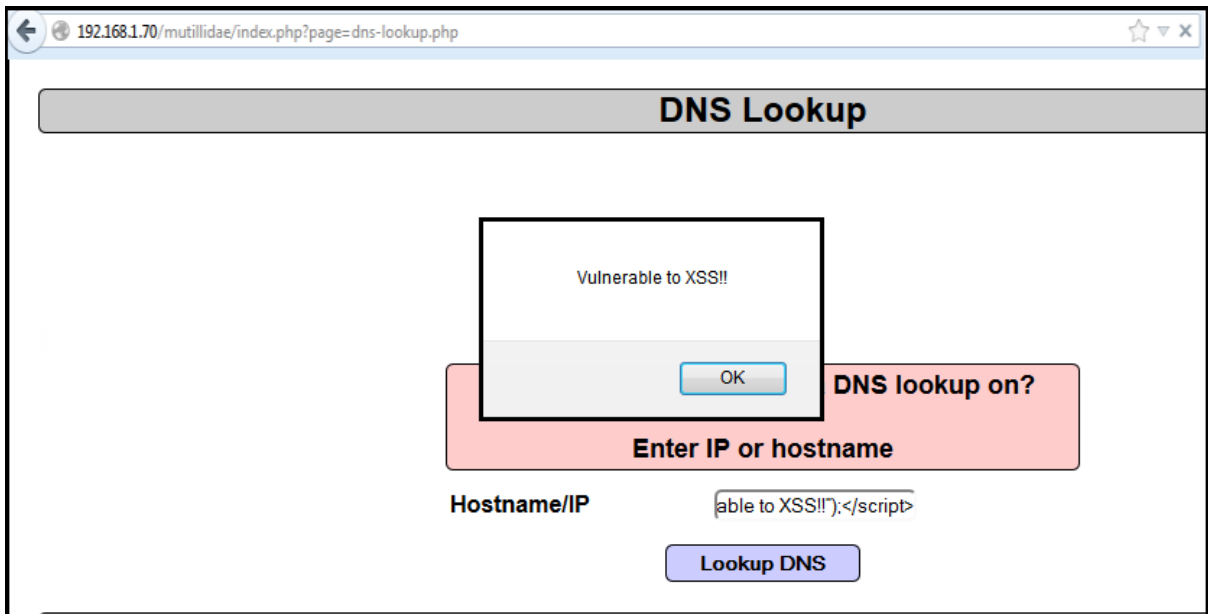 192.168.1.70/mutillidae/index.php?page=dns-lookup.php
DNS Lookup
Vulnerable to XSS!!
OK
DNS lookup on?
Enter IP or hostname
Hostname/IP
able to XSS!!");</script>
Lookup DNS